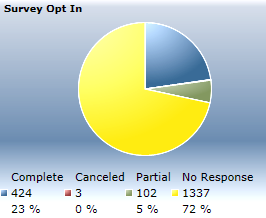 Survey Opt In
Complete Canceled Partial No Response
424 3 102 1337
23 % 0 % 5 % 72 %